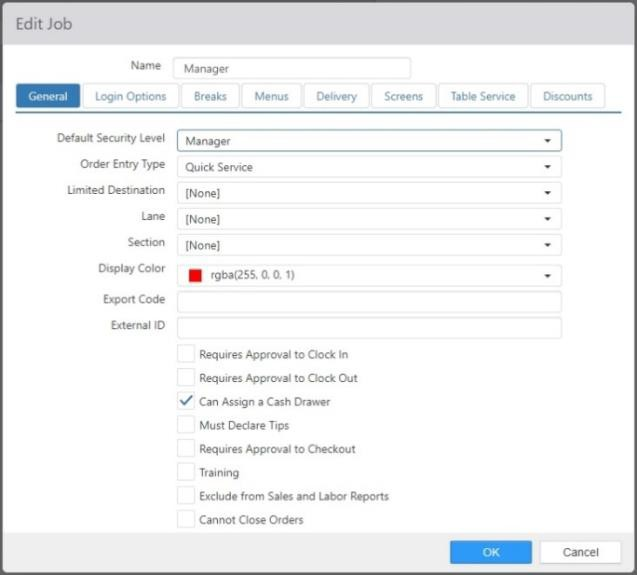 Edit Job
Name Manager
General Login Options Breaks Menus Delivery Screens Table Service Discounts
Default Security Level Manager
Order Entry Type Quick Service
Limited Destination [None]
Lane [None]
Section [None]
Display Color rgba(255, 0, 0, 1)
Export Code
External ID
Requires Approval to Clock In
Requires Approval to Clock Out
Can Assign a Cash Drawer
Must Declare Tips
Requires Approval to Checkout
Training
Exclude from Sales and Labor Reports
Cannot Close Orders
OK Cancel